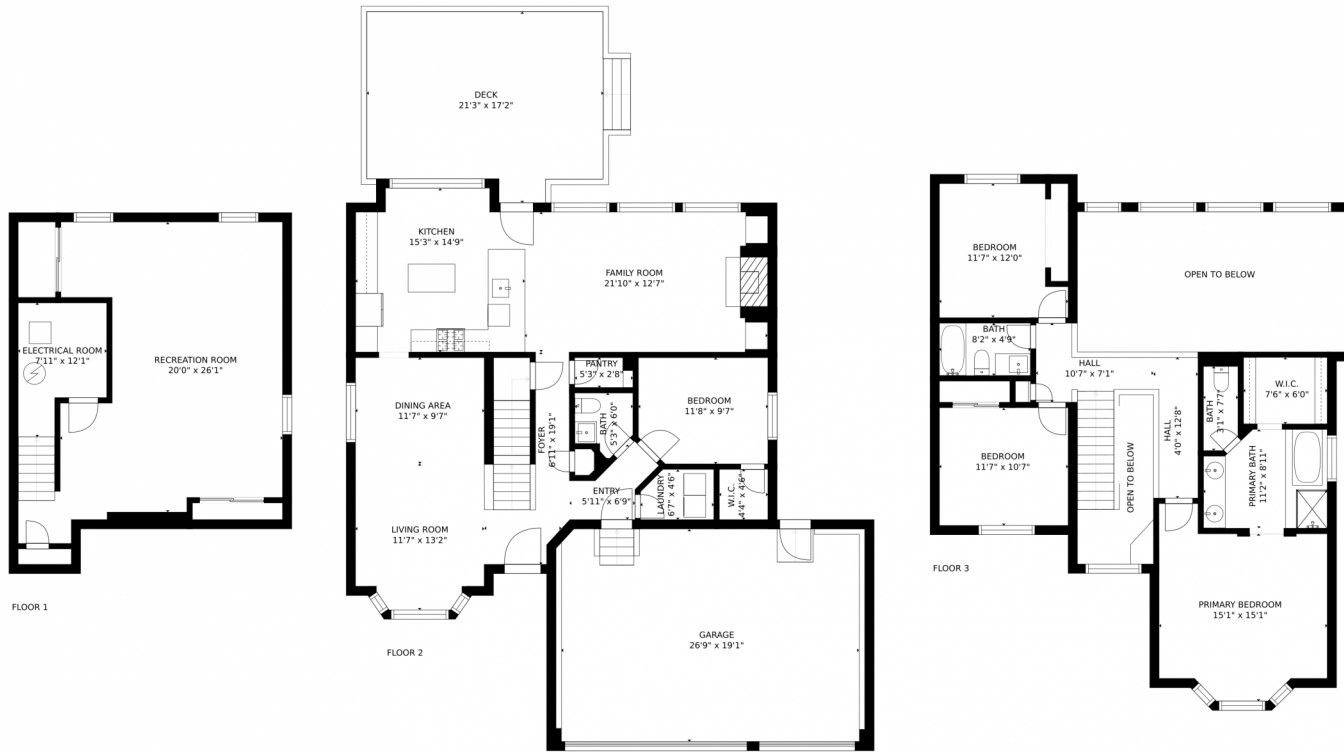 DECK
21'3" x 17'2"
KITCHEN
15'3" x 14'9"
FAMILY ROOM
21'10" x 12'7"
PANTRY
5'3" x 2'8"
DINING AREA
11'7" x 9'7"
FOYER
6'11" x 19'1"
BATH
5'3" x 6'0"
BEDROOM
11'8" x 9'7"
ENTRY
5'11" x 6'9"
LAUNDRY
6'7" x 4'6"
W.I.C.
4'4" x 4'6"
LIVING ROOM
11'7" x 13'2"
GARAGE
26'9" x 19'1"
FLOOR 2
ELECTRICAL ROOM
7'11" x 12'1"
RECREATION ROOM
20'0" x 26'1"
FLOOR 1
BEDROOM
11'7" x 12'0"
OPEN TO BELOW
BATH
8'2" x 4'9"
HALL
10'7" x 7'1"
HALL
4'0" x 12'8"
BATH
3'1" x 7'7"
W.I.C.
7'6" x 6'0"
BEDROOM
11'7" x 10'7"
OPEN TO BELOW
PRIMARY BATH
11'2" x 8'11"
PRIMARY BEDROOM
15'1" x 15'1"
FLOOR 3